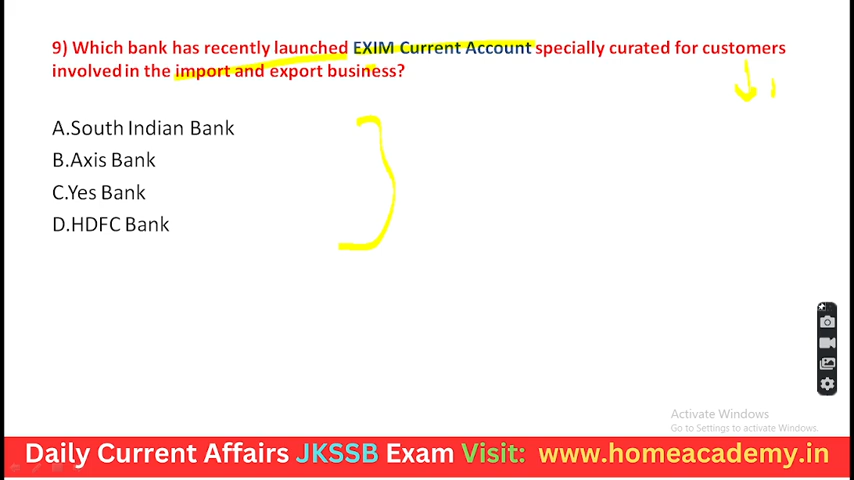 9) Which bank has recently launched EXIM Current Account specially curated for customers
involved in the import and export business?
A.South Indian Bank
B.Axis Bank
C.Yes Bank
D.HDFC Bank
Activate Windows
Go to Settings to activate Windows.
Daily Current Affairs JKSSB Exam Visit: www.homeacademy.in